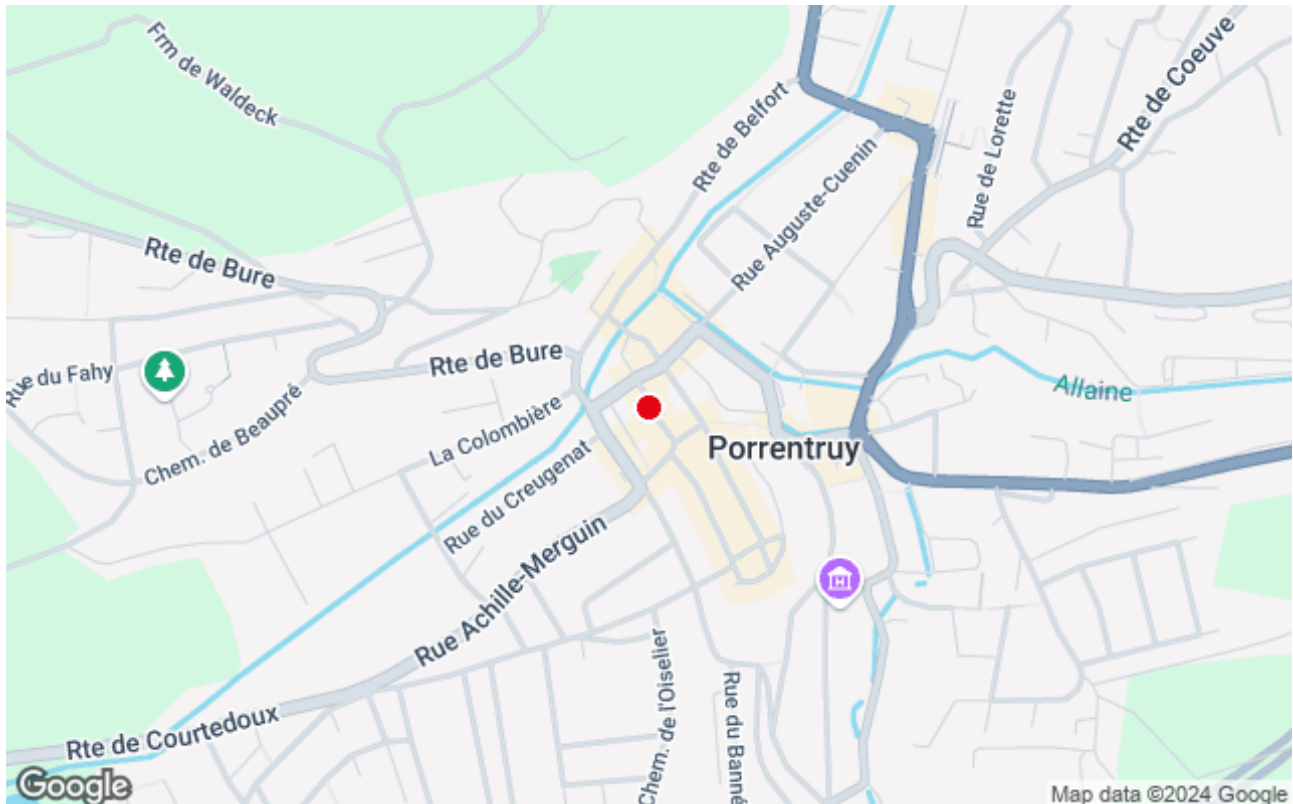 Frm de Waldeck
Rte de Belfort
Rue de Lorette
Rte de Coeuve
Rue Auguste-Cuenin
Rte de Bure
Rte de Bure
Rue du Fahy
Allaine
Chem. de Beaupré
La Colombière
Porrentruy
Rue du Creugenat
Rue Achille-Merguin
Chem. de l'Oiselier
Rue du Banné
Rte de Courtedoux
Google
Map data ©2024 Google